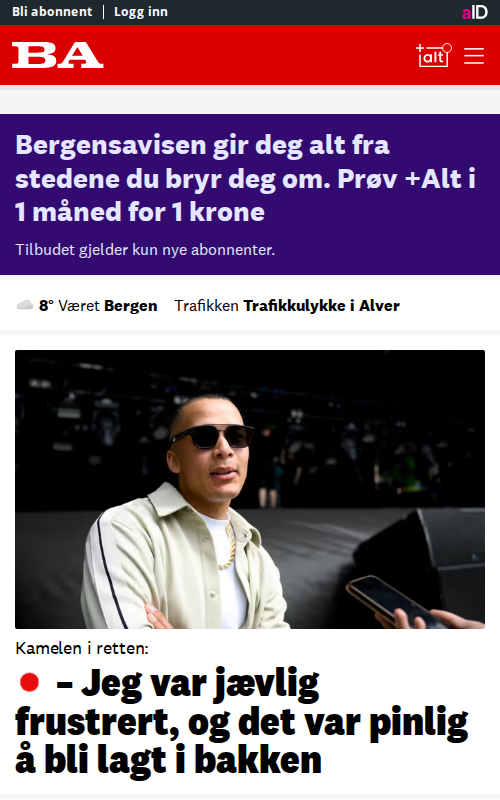 Bli abonnent | Logg inn
aID
BA
+alt
Bergensavisen gir deg alt fra
stedene du bryr deg om. Prøv +Alt i
1 måned for 1 krone
Tilbudet gjelder kun nye abonnenter.
8° Været Bergen Trafikken Trafikkulykke i Alver
Kamelen i retten:
– Jeg var jævlig
frustrert, og det var pinlig
å bli lagt i bakken